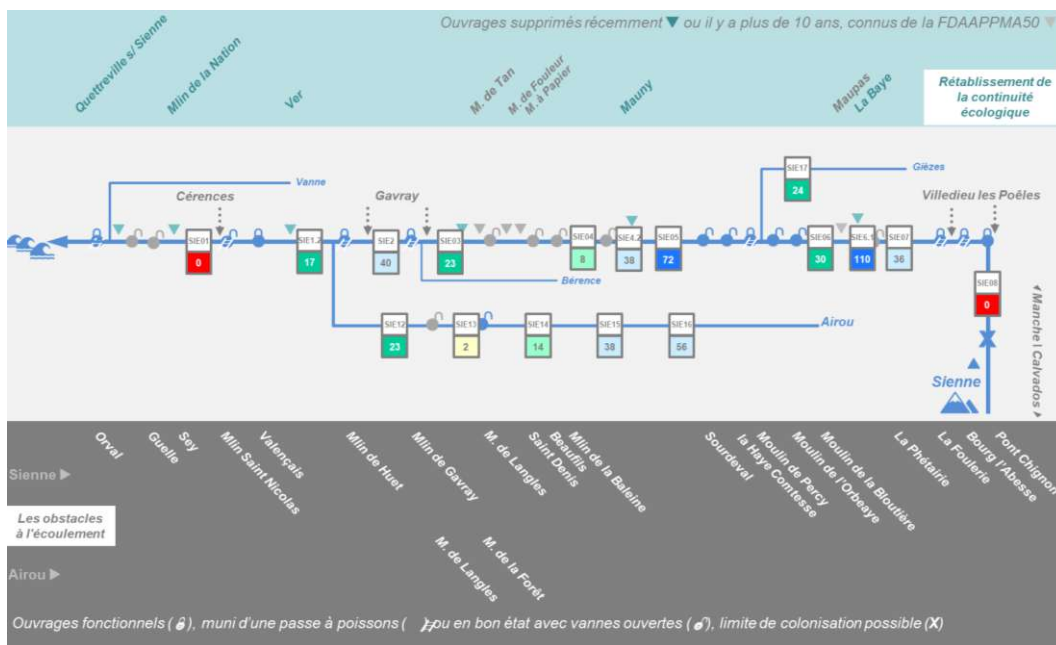 Ouvrages supprimés récemment ▼ ou il y a plus de 10 ans, connus de la FDAAPPMA50 ▼
Quettreville s/ Sienne
Mlin de la Nation
Ver
M. de Tan
M. de Fouleur
M. à Papier
Mauny
Maupas
La Baye
Rétablissement de
la continuité
écologique
Vanne
Cérences
Gavray
Gièzes
Villedieu les Poêles
SIE17
24
SIE01
0
SIE1.2
17
SIE2
40
SIE03
23
SIE04
8
SIE4.2
38
SIE05
72
SIE06
30
SIE6.1
110
SIE07
36
Bérence
SIE08
0
SIE12
23
SIE13
2
SIE14
14
SIE15
38
SIE16
56
Airou
Sienne
Manche | Calvados
Sienne ►
Orval
Guelle
Sey
Mlin Saint Nicolas
Valençais
Mlin de Huet
Mlin de Gavray
M. de Langles
Saint Denis
Beaufils
Mlin de la Baleine
Sourdeval
la Haye Comtesse
Moulin de Percy
Moulin de l'Orbeaye
Moulin de la Bloutière
La Phétairie
La Foulerie
Bourg l'Abesse
Pont Chignon
Les obstacles
à l'écoulement
Airou ►
M. de Langles
M. de la Forêt
Ouvrages fonctionnels ( ), muni d'une passe à poissons ( )ou en bon état avec vannes ouvertes ( ), limite de colonisation possible (X)